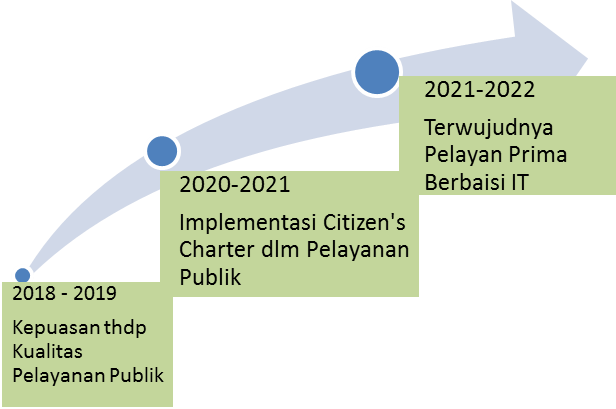 2021-2022
Terwujudnya
Pelayan Prima
Berbaisi IT
2020-2021
Implementasi Citizen's
Charter dlm Pelayanan
Publik
2018 - 2019
Kepuasan thdp
Kualitas
Pelayanan Publik